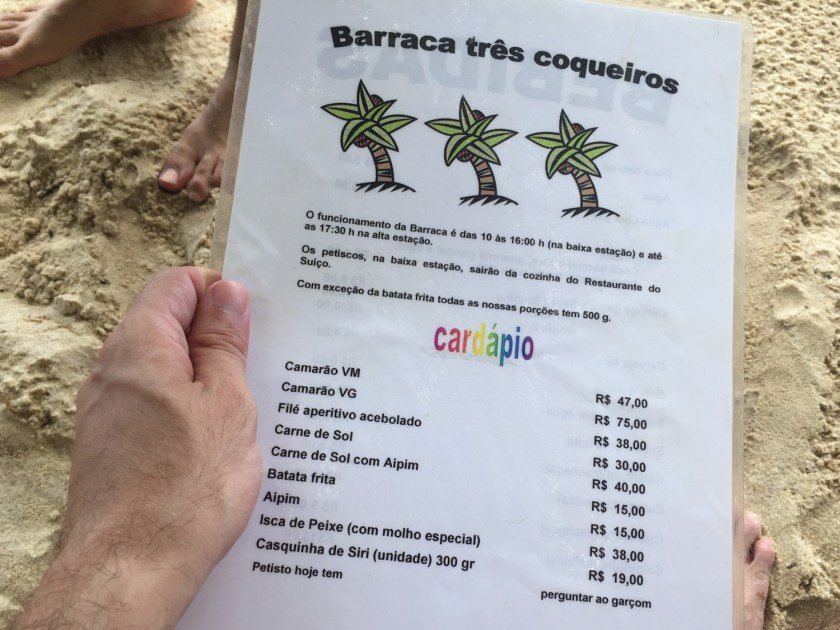 Barraca três coqueiros
O funcionamento da Barraca é das 10 às 16:00 h (na baixa estação) e até
as 17:30 h na alta estação.
Os petiscos, na baixa estação, sairão da cozinha do Restaurante do
Suíço.
Com exceção da batata frita todas as nossas porções tem 500 g.
cardápio
Camarão VM R$ 47,00
Camarão VG R$ 75,00
Filé aperitivo acebolado R$ 38,00
Carne de Sol R$ 30,00
Carne de Sol com Aipim R$ 40,00
Batata frita R$ 15,00
Aipim R$ 15,00
Isca de Peixe (com molho especial) R$ 38,00
Casquinha de Siri (unidade) 300 gr R$ 19,00
Petisto hoje tem perguntar ao garçom
BEBIDAS